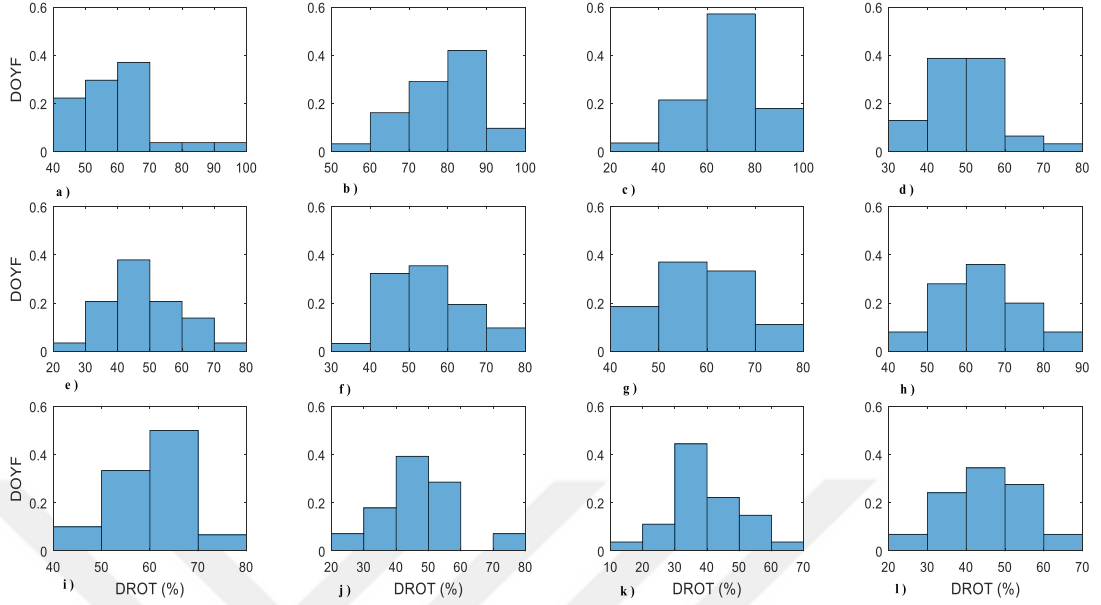 0.6 0.6 0.6 0.6
DOYF 0.4 0.4 0.4 0.4
0.2 0.2 0.2 0.2
0 0 0 0
40 50 60 70 80 90 100 50 60 70 80 90 100 20 40 60 80 100 30 40 50 60 70 80
a ) b ) c ) d )
0.6 0.6 0.6 0.6
DOYF 0.4 0.4 0.4 0.4
0.2 0.2 0.2 0.2
0 0 0 0
20 30 40 50 60 70 80 30 40 50 60 70 80 40 50 60 70 80 40 50 60 70 80 90
e ) f ) g ) h )
0.6 0.6 0.6 0.6
DOYF 0.4 0.4 0.4 0.4
0.2 0.2 0.2 0.2
0 0 0 0
40 50 60 70 80 20 30 40 50 60 70 80 10 20 30 40 50 60 70 20 30 40 50 60 70
i ) DROT (%) j ) DROT (%) k ) DROT (%) l ) DROT (%)